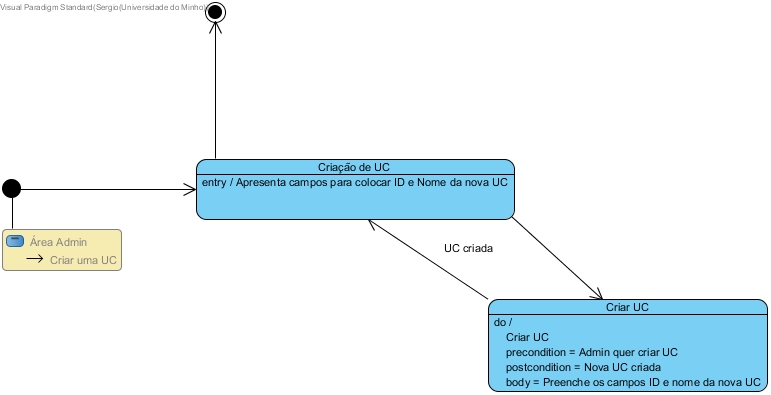 Visual Paradigm Standard(Sergio(Universidade do Minho))
Criação de UC
entry / Apresenta campos para colocar ID e Nome da nova UC
Área Admin
Criar uma UC
UC criada
Criar UC
do /
Criar UC
precondition = Admin quer criar UC
postcondition = Nova UC criada
body = Preenche os campos ID e nome da nova UC